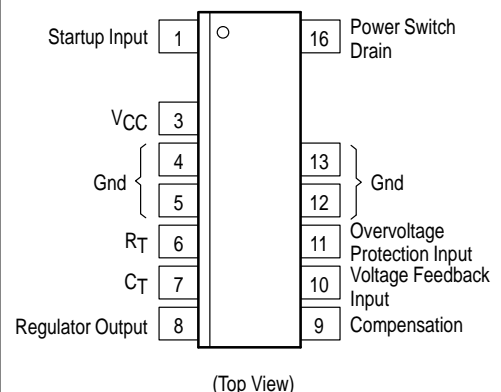 Startup Input 1
16 Power Switch
Drain
VCC 3
4
Gnd
5
13
Gnd
12
RT 6
11 Overvoltage
Protection Input
CT 7
10 Voltage Feedback
Input
Regulator Output 8
9 Compensation
(Top View)